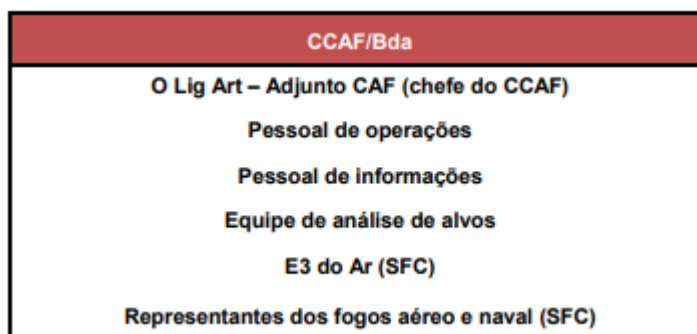 CCAF/Bda
O Lig Art – Adjunto CAF (chefe do CCAF)
Pessoal de operações
Pessoal de informações
Equipe de análise de alvos
E3 do Ar (SFC)
Representantes dos fogos aéreo e naval (SFC)